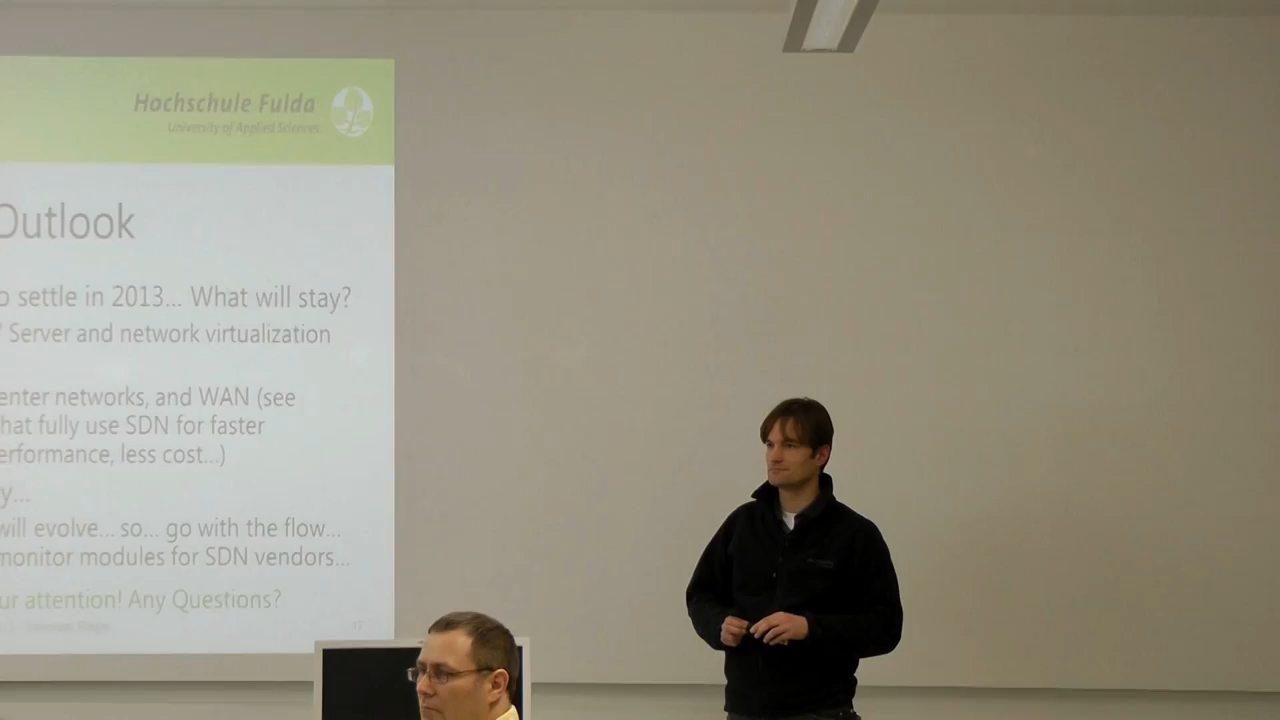 Hochschule Fulda
University of Applied Sciences
Outlook
o settle in 2013... What will stay?
Server and network virtualization
enter networks, and WAN (see
hat fully use SDN for faster
erformance, less cost...)
y...
will evolve... so... go with the flow...
monitor modules for SDN vendors...
ur attention! Any Questions?